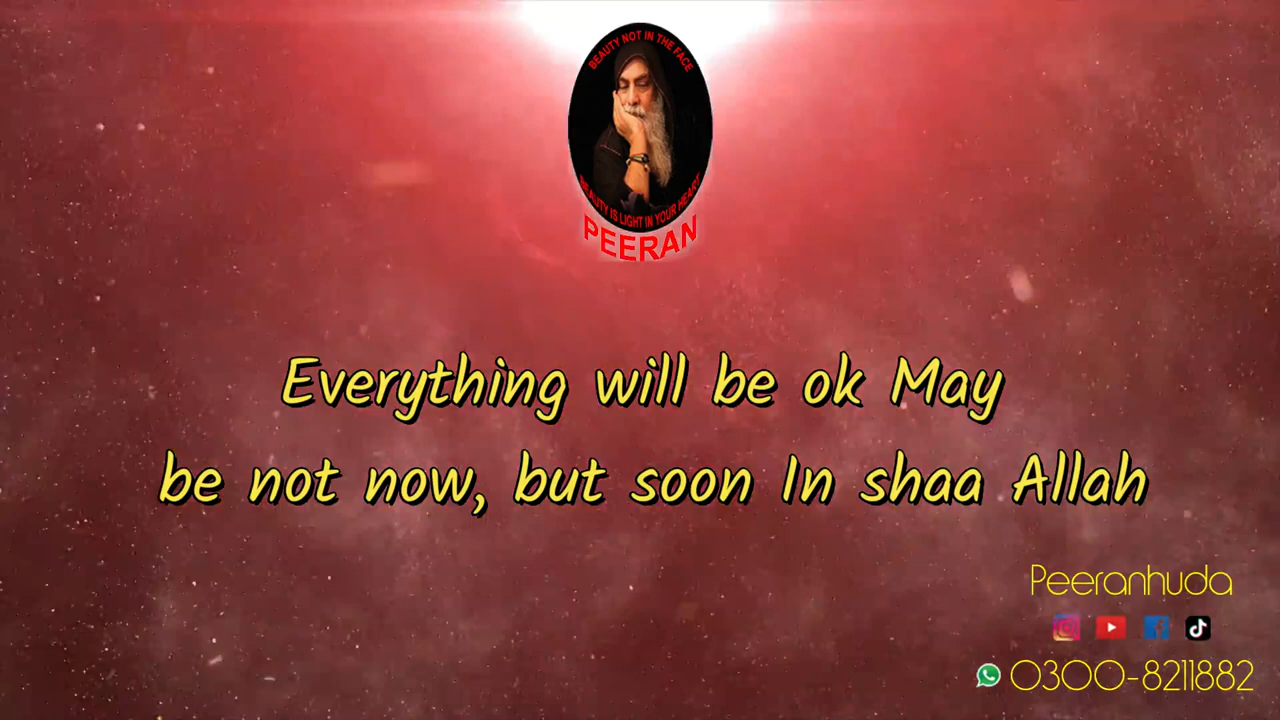 BEAUTY NOT IN THE FACE
BEAUTY IS LIGHT IN YOUR HEART
PEERAN
Everything will be ok May
be not now, but soon In shaa Allah
Peeranhuda
0300-8211882